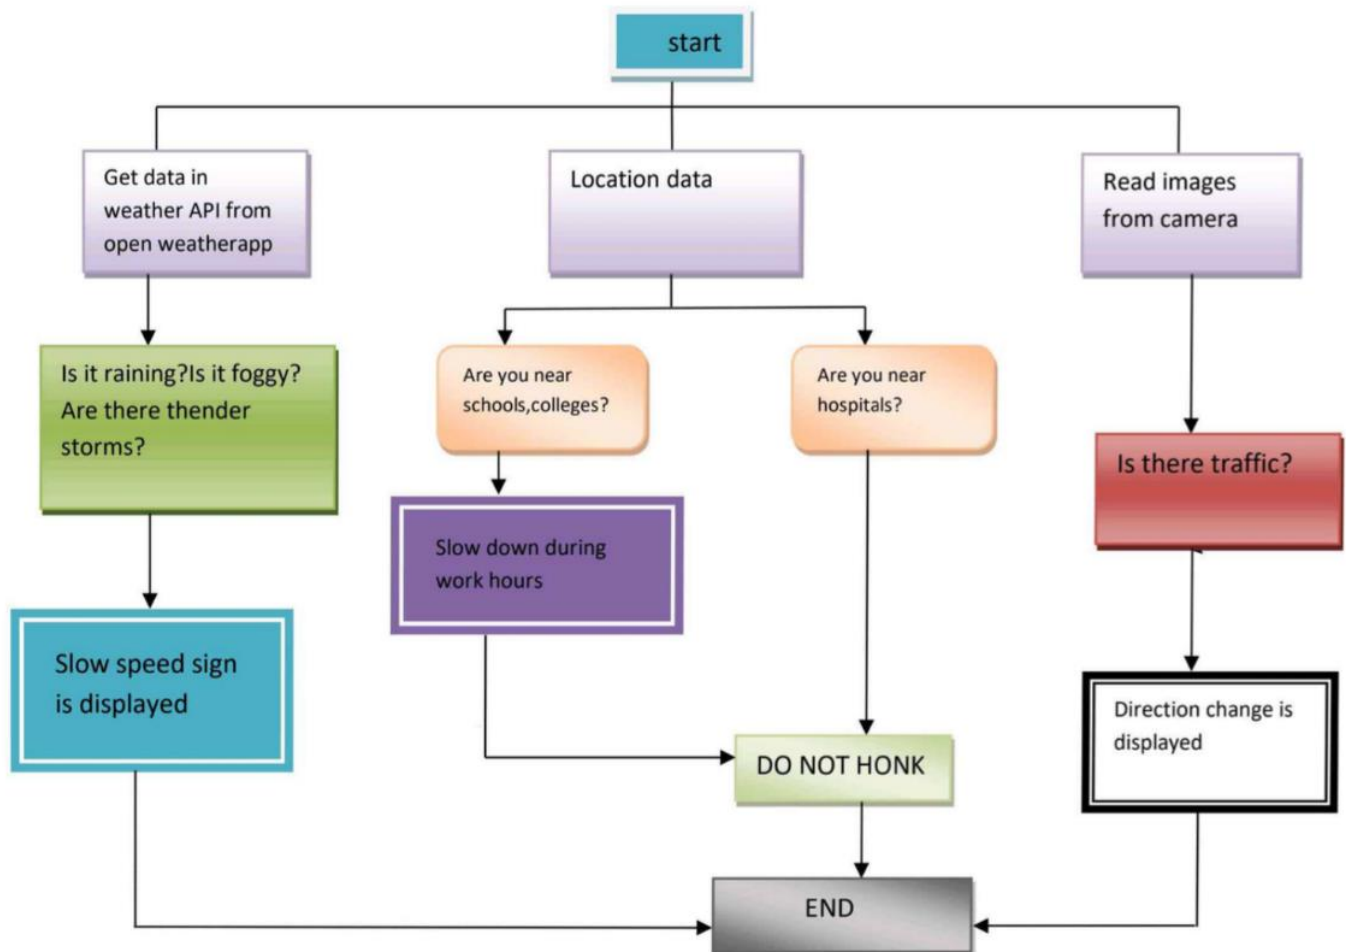 start
Get data in
weather API from
open weatherapp
Location data
Read images
from camera
Is it raining?Is it foggy?
Are there thender
storms?
Are you near
schools,colleges?
Are you near
hospitals?
Is there traffic?
Slow down during
work hours
Slow speed sign
is displayed
Direction change is
displayed
DO NOT HONK
END